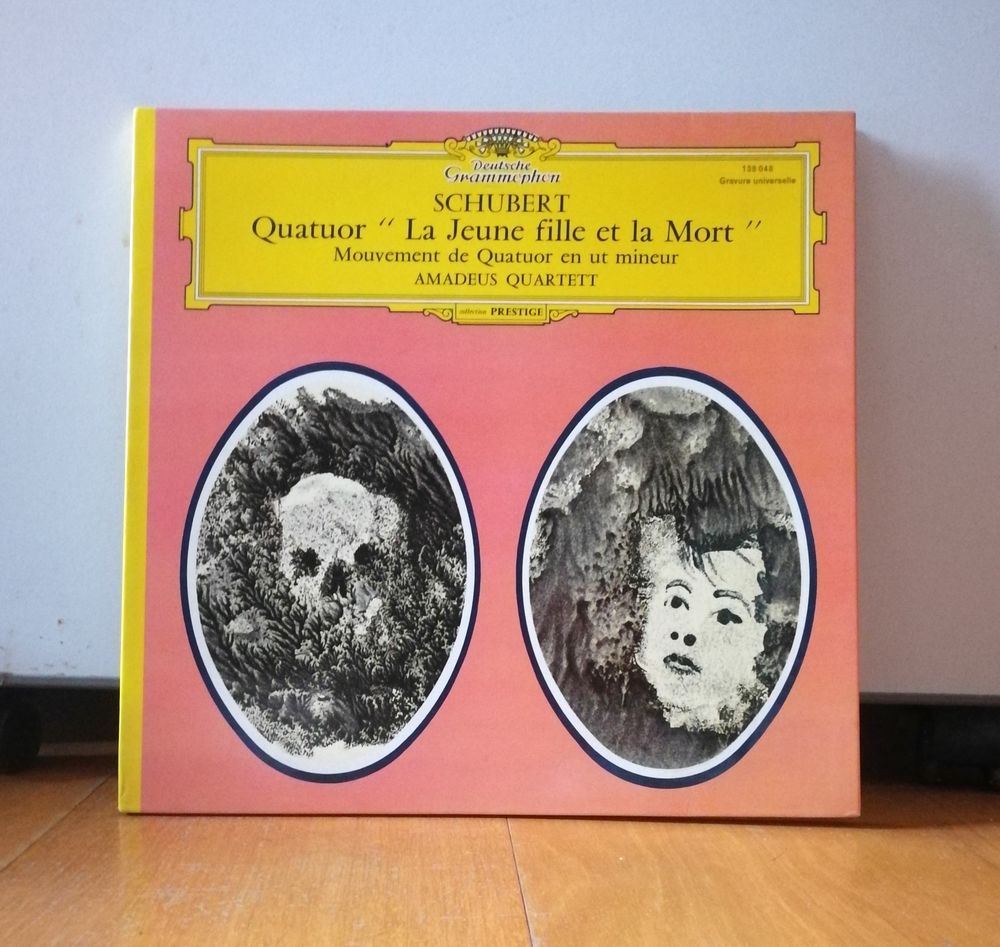 Deutsche
Grammophon
138 048
Gravure universelle
SCHUBERT
Quatuor “ La Jeune fille et la Mort ”
Mouvement de Quatuor en ut mineur
AMADEUS QUARTETT
collection PRESTIGE